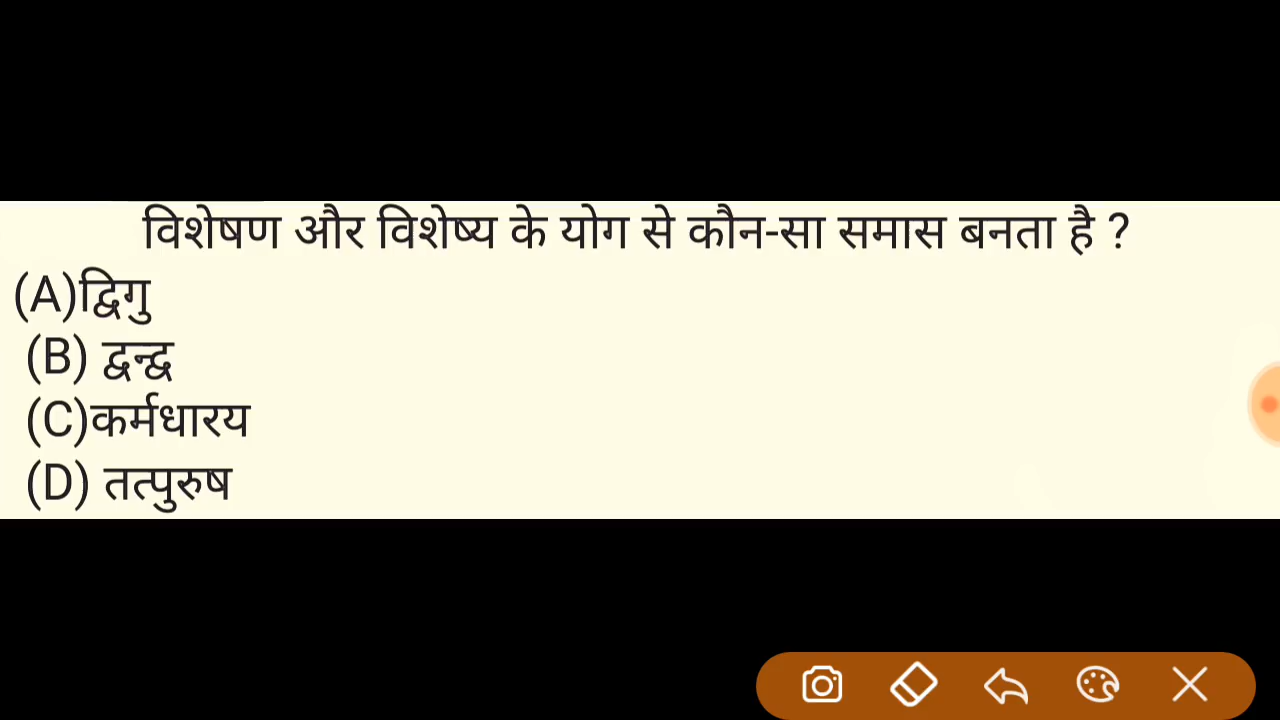 विशेषण और विशेष्य के योग से कौन-सा समास बनता है ?
(A)द्विगु
(B) द्वन्द्व
(C)कर्मधारय
(D) तत्पुरुष